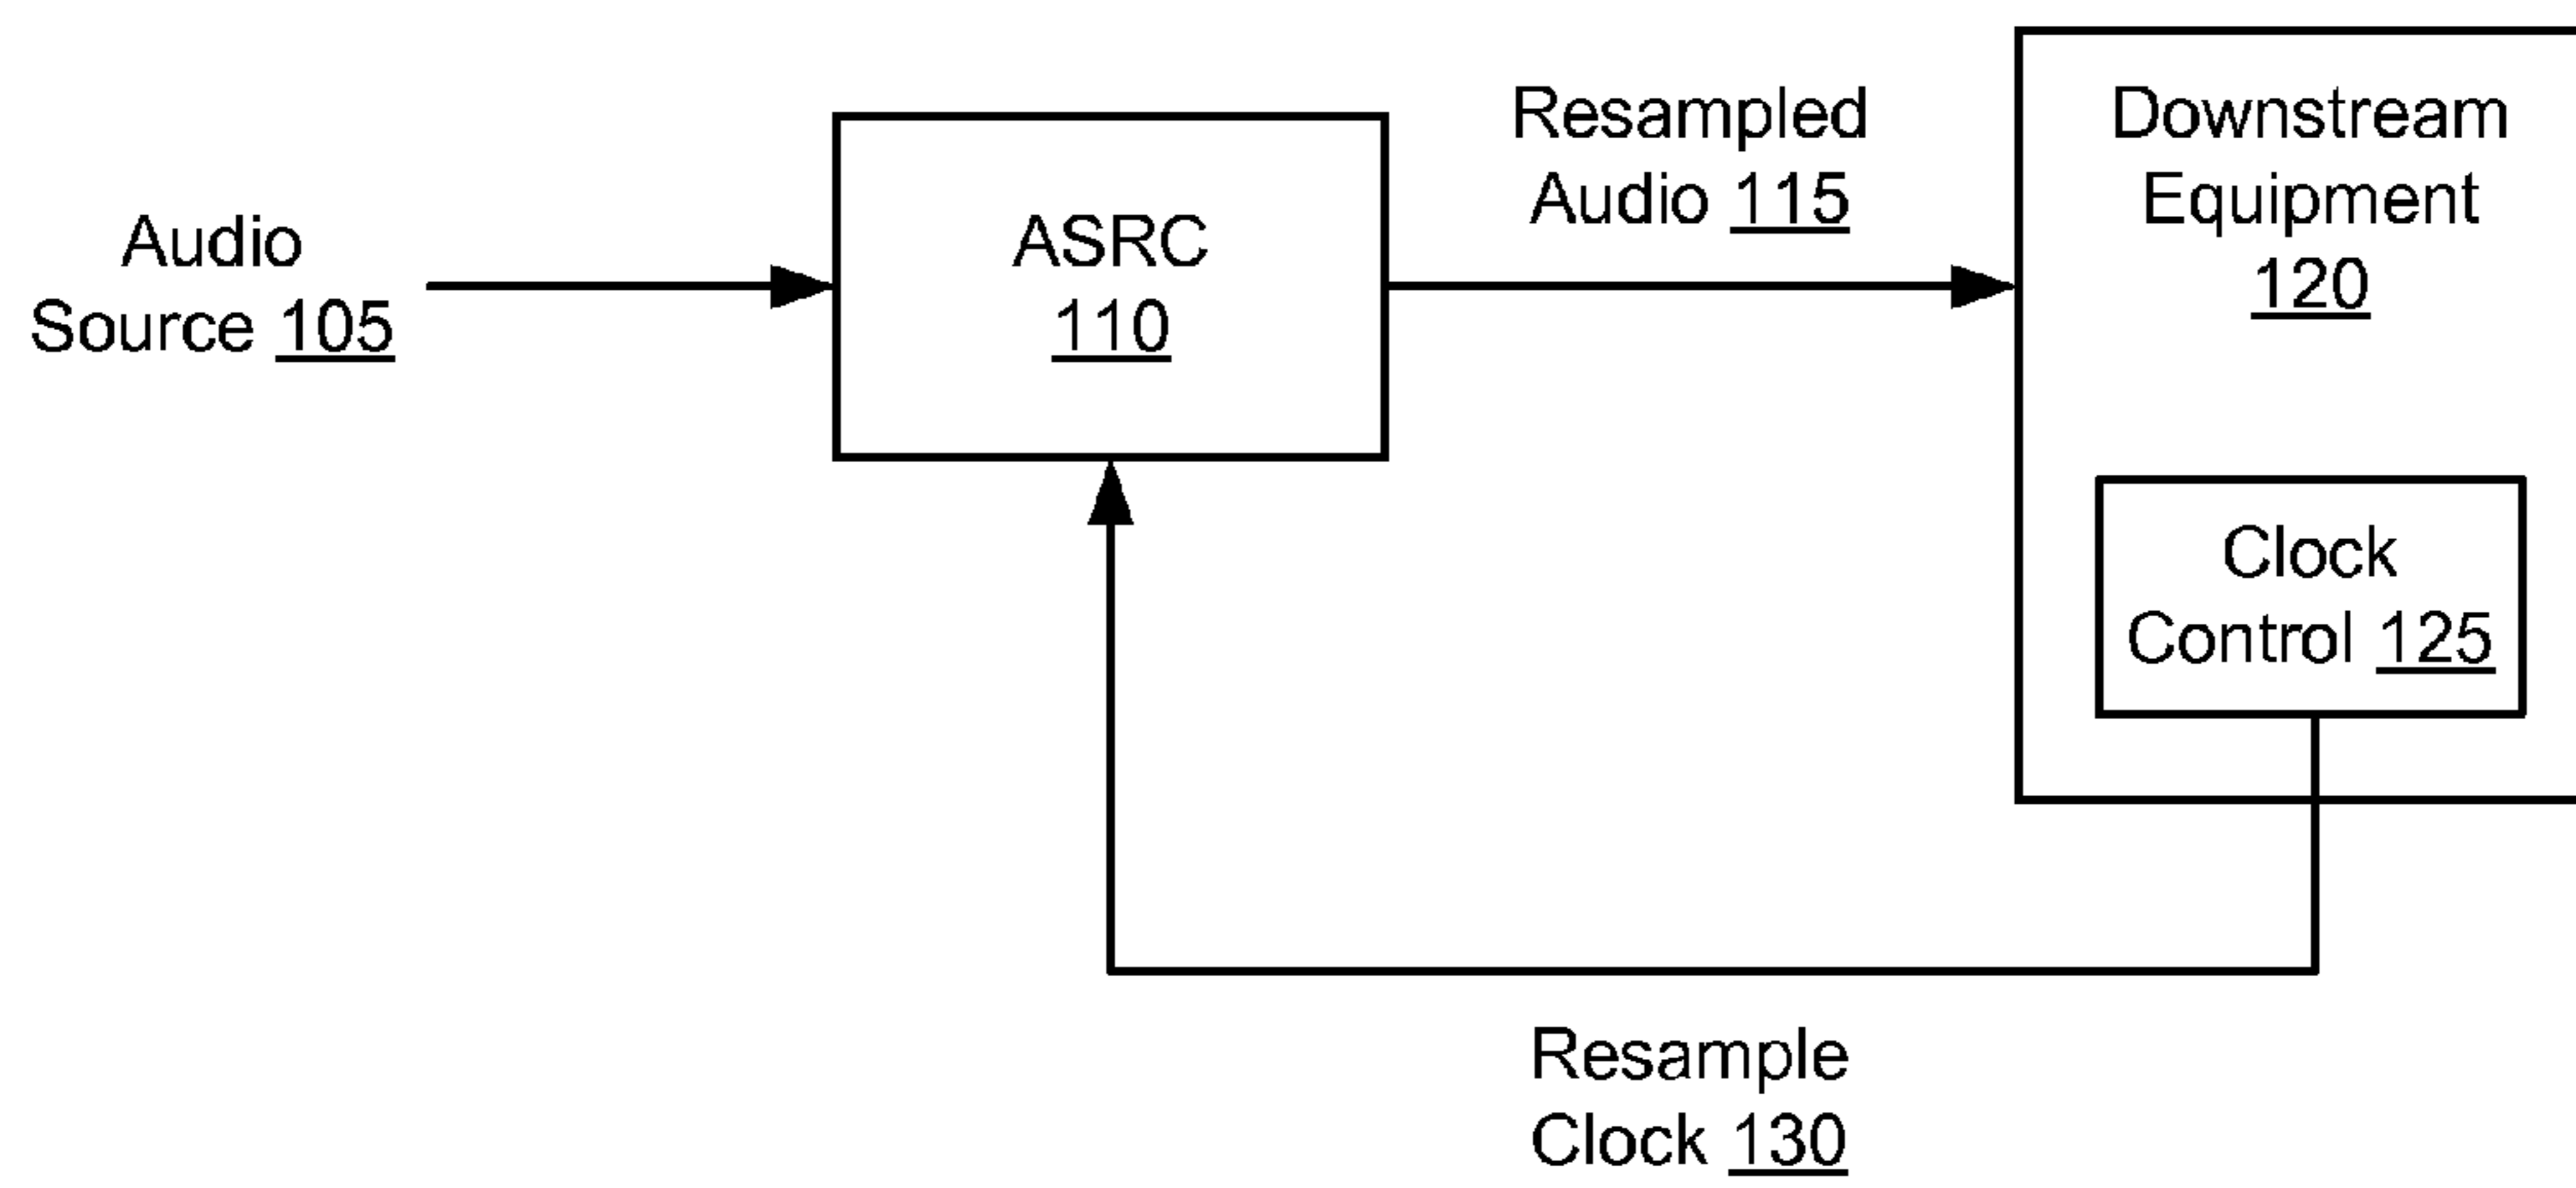 Audio
Source 105
ASRC
110
Resampled
Audio 115
Downstream
Equipment
120
Clock
Control 125
Resample
Clock 130